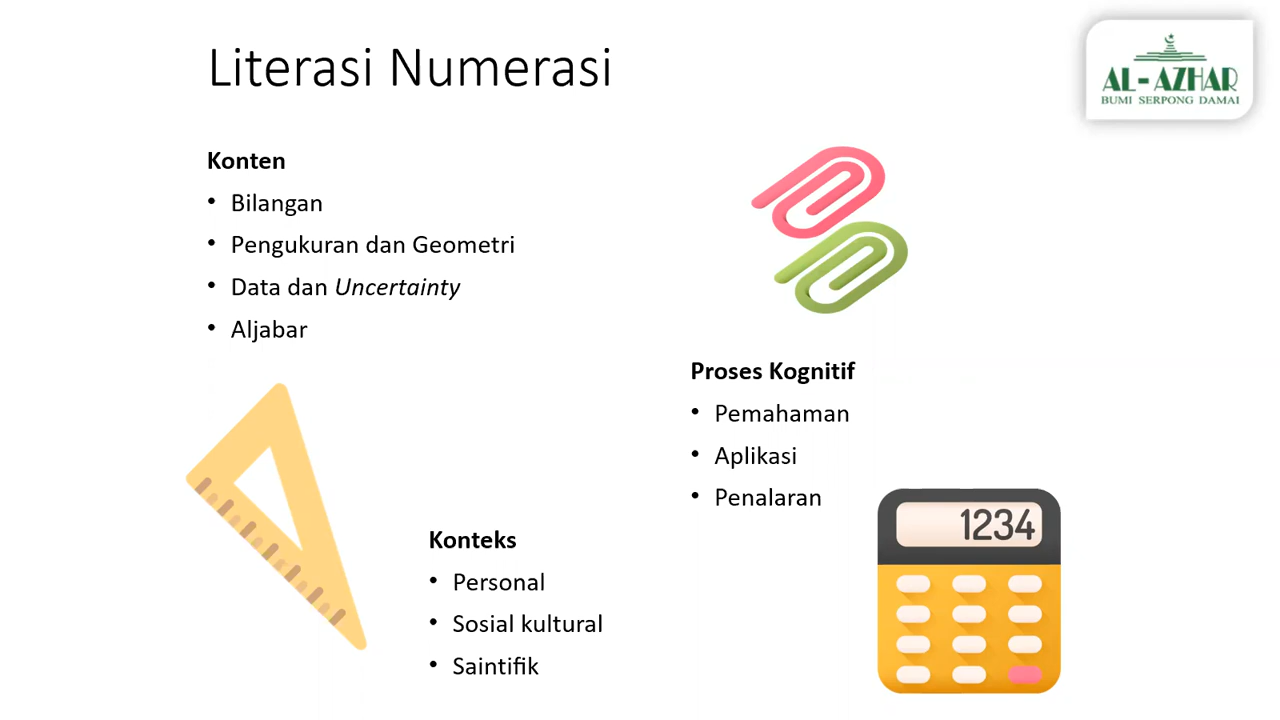 Literasi Numerasi
AL-AZHAR
BUMI SERPONG DAMAI
Konten
• Bilangan
• Pengukuran dan Geometri
• Data dan Uncertainty
• Aljabar
Proses Kognitif
• Pemahaman
• Aplikasi
• Penalaran
1234
Konteks
• Personal
• Sosial kultural
• Saintifik